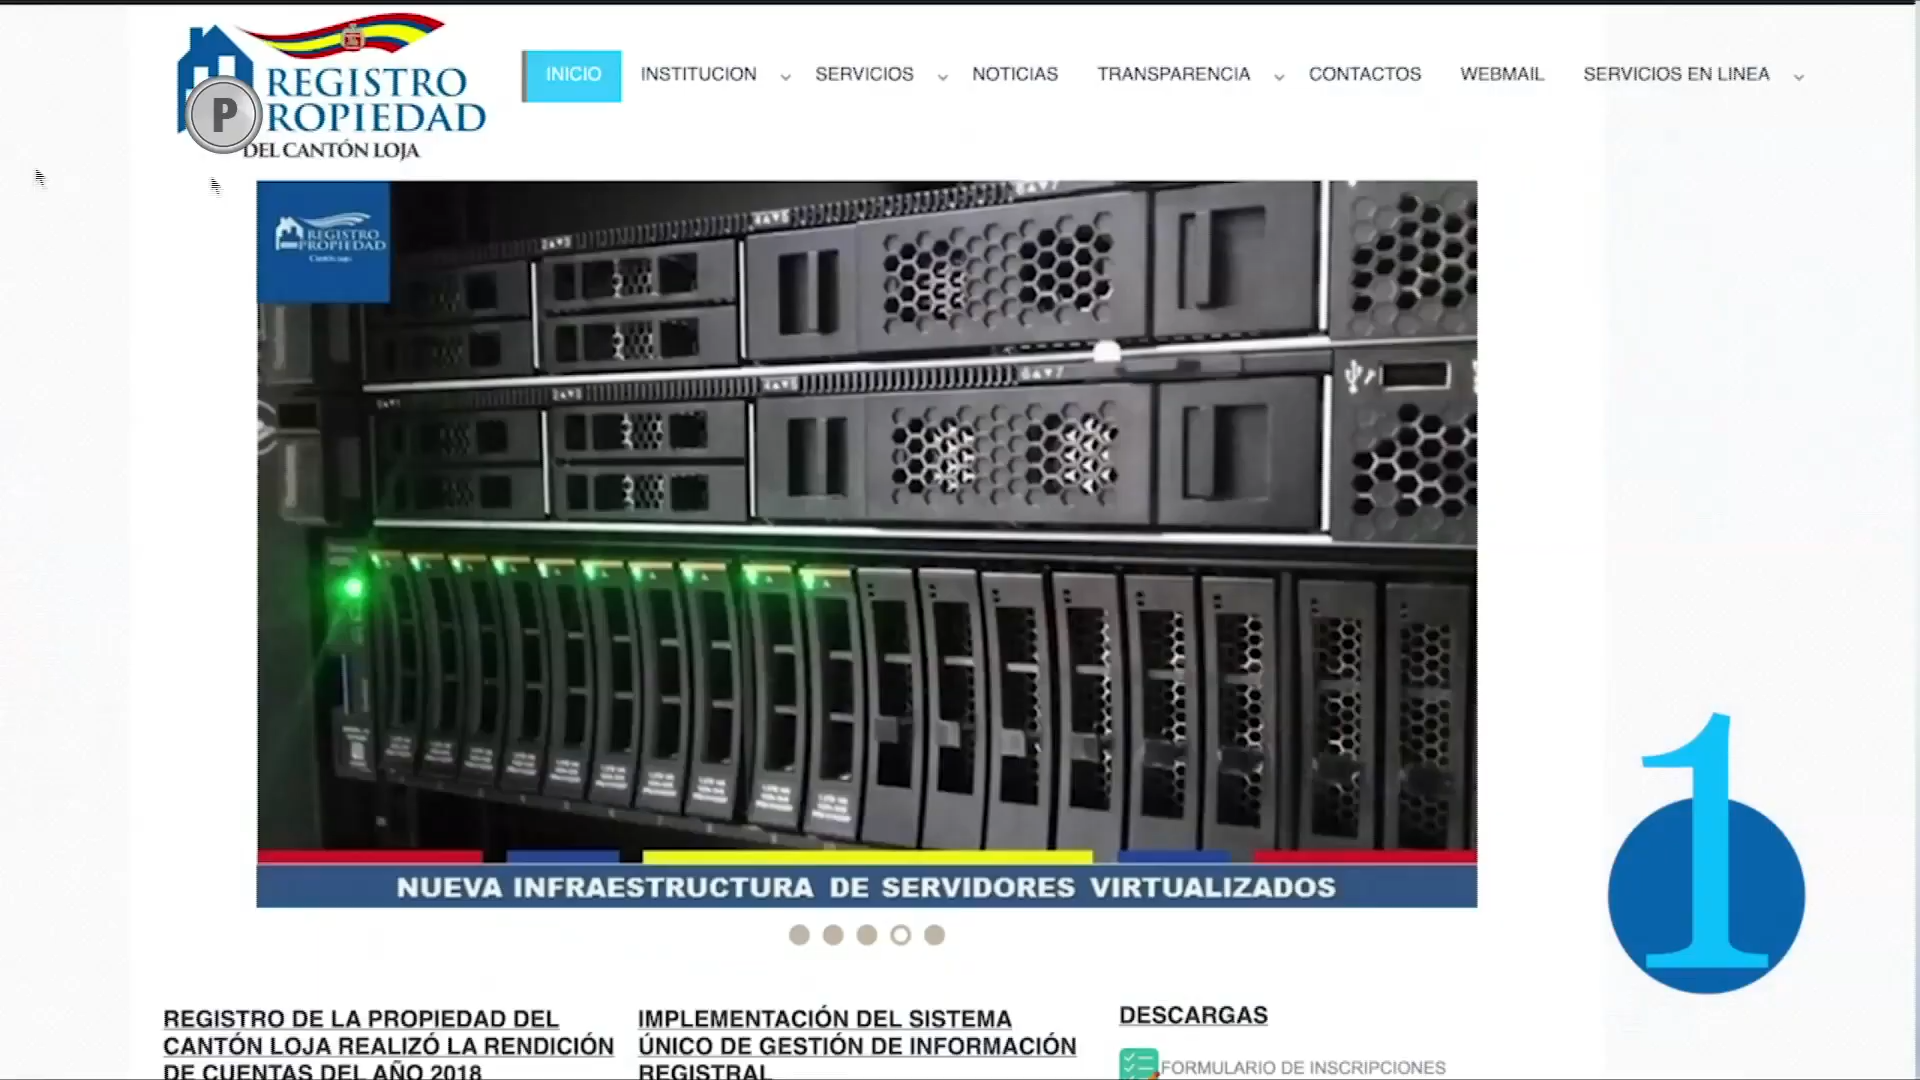 REGISTRO
PROPIEDAD
DEL CANTÓN LOJA
INICIO
INSTITUCION
SERVICIOS
NOTICIAS
TRANSPARENCIA
CONTACTOS
WEBMAIL
SERVICIOS EN LINEA
REGISTRO
PROPIEDAD
NUEVA INFRAESTRUCTURA DE SERVIDORES VIRTUALIZADOS
1
REGISTRO DE LA PROPIEDAD DEL
CANTÓN LOJA REALIZÓ LA RENDICIÓN
DE CUENTAS DEL AÑO 2018
IMPLEMENTACIÓN DEL SISTEMA
ÚNICO DE GESTIÓN DE INFORMACIÓN
REGISTRAL
DESCARGAS
FORMULARIO DE INSCRIPCIONES